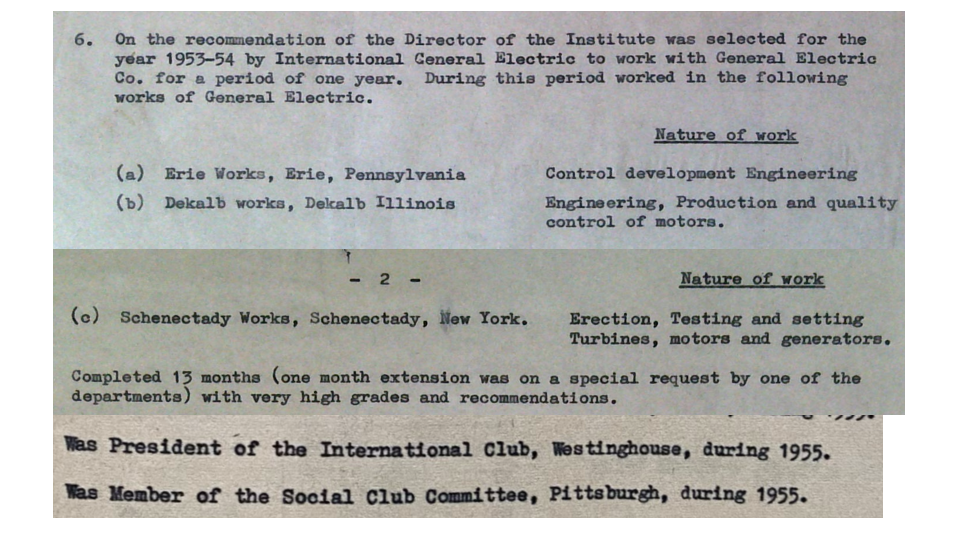 6. On the recommendation of the Director of the Institute was selected for the
year 1953-54 by International General Electric to work with General Electric
Co. for a period of one year. During this period worked in the following
works of General Electric.
Nature of work
(a) Erie Works, Erie, Pennsylvania Control development Engineering
(b) Dekalb works, Dekalb Illinois Engineering, Production and quality
control of motors.
- 2 - Nature of work
(c) Schenectady Works, Schenectady, New York. Erection, Testing and setting
Turbines, motors and generators.
Completed 13 months (one month extension was on a special request by one of the
departments) with very high grades and recommendations.
Was President of the International Club, Westinghouse, during 1955.
Was Member of the Social Club Committee, Pittsburgh, during 1955.